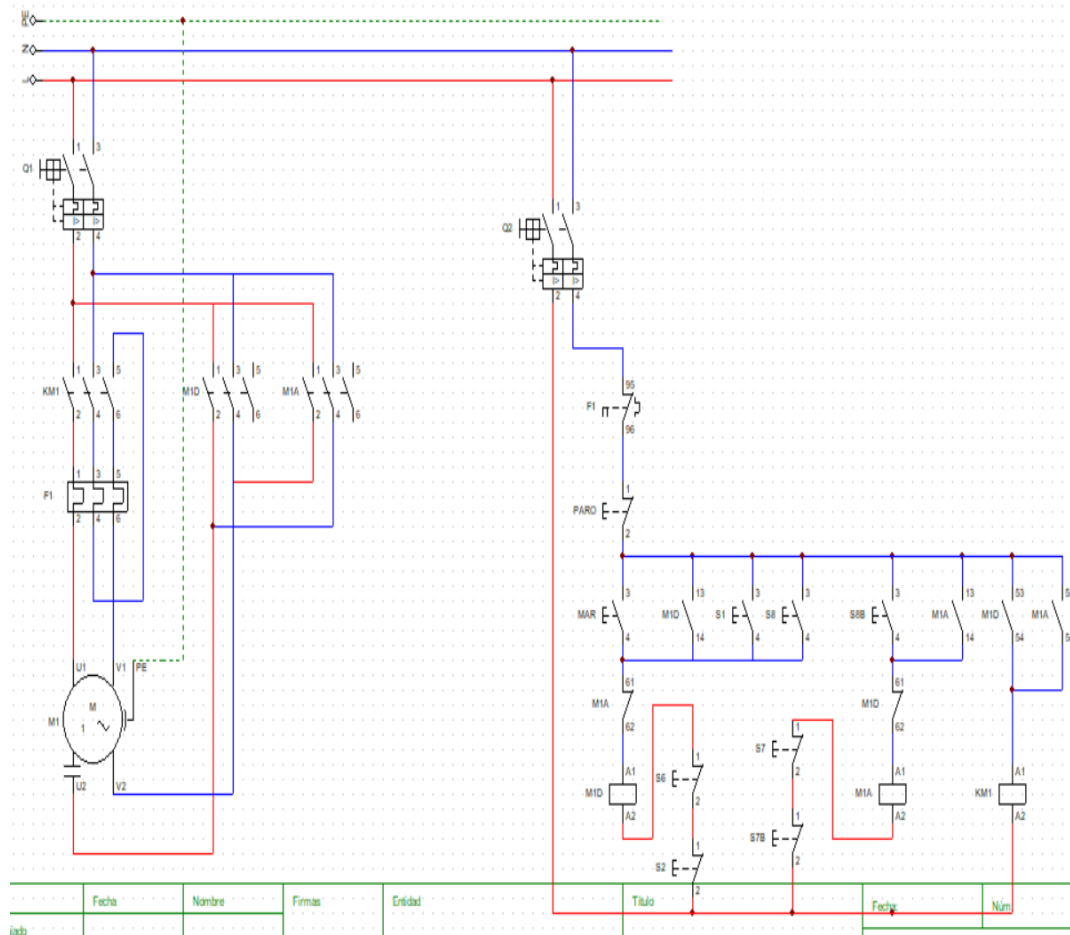 PE
N
L
1 3
Q1
I> I>
2 4
1 3
Q2
I> I>
2 4
1 3 5
KM1
2 4 6
1 3 5
M1D
2 4 6
1 3 5
M1A
2 4 6
95
F1
96
1 3 5
F1
2 4 6
1
PARO
2
3
MAR
4
13
M1D
14
3
S1
4
3
S8
4
3
S8B
4
13
M1A
14
53
M1D
54
M1A
U1 V1 PE
M
M1
1
U2 V2
61
M1A
62
61
M1D
62
A1
M1D
A2
1
S6
2
1
S2
2
1
S7
2
1
S7B
2
A1
M1A
A2
A1
KM1
A2
Fecha Nombre Firmas Entidad Título Fecha: Núm